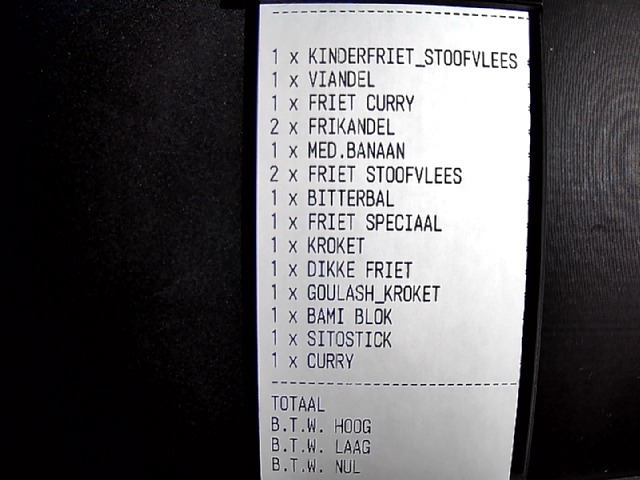 1 x KINDERFRIET_STOOFVLEES
1 x VIANDEL
1 x FRIET CURRY
2 x FRIKANDEL
1 x MED.BANAAN
2 x FRIET STOOFVLEES
1 x BITTERBAL
1 x FRIET SPECIAAL
1 x KROKET
1 x DIKKE FRIET
1 x GOULASH_KROKET
1 x BAMI BLOK
1 x SITOSTICK
1 x CURRY
TOTAAL
B.T.W. HOOG
B.T.W. LAAG
B.T.W. NUL